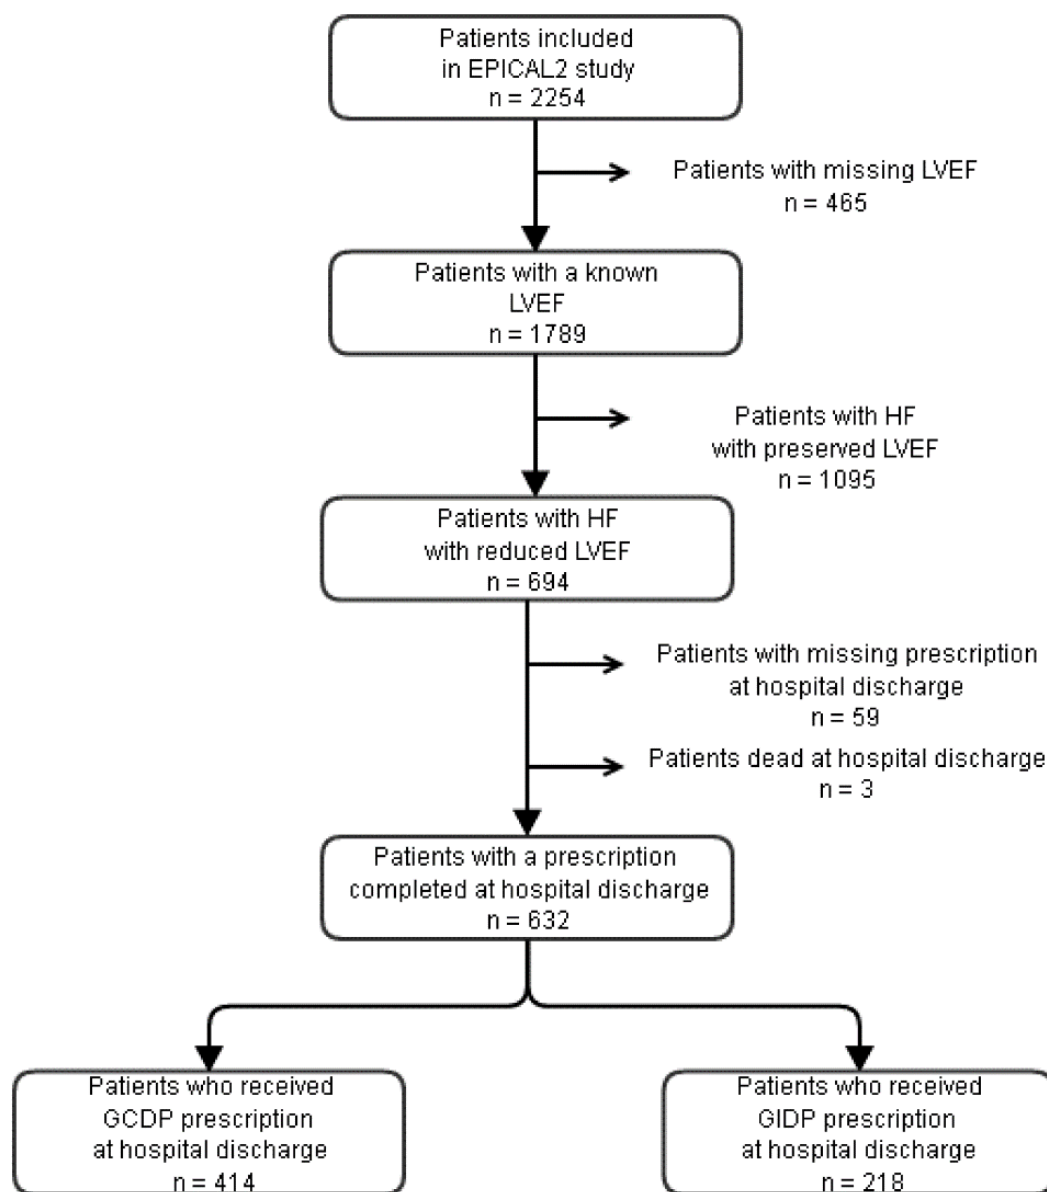 Patients included
in EPICAL2 study
n = 2254
Patients with missing LVEF
n = 465
Patients with a known
LVEF
n = 1789
Patients with HF
with preserved LVEF
n = 1095
Patients with HF
with reduced LVEF
n = 694
Patients with missing prescription
at hospital discharge
n = 59
Patients dead at hospital discharge
n = 3
Patients with a prescription
completed at hospital discharge
n = 632
Patients who received
GCDP prescription
at hospital discharge
n = 414
Patients who received
GIDP prescription
at hospital discharge
n = 218